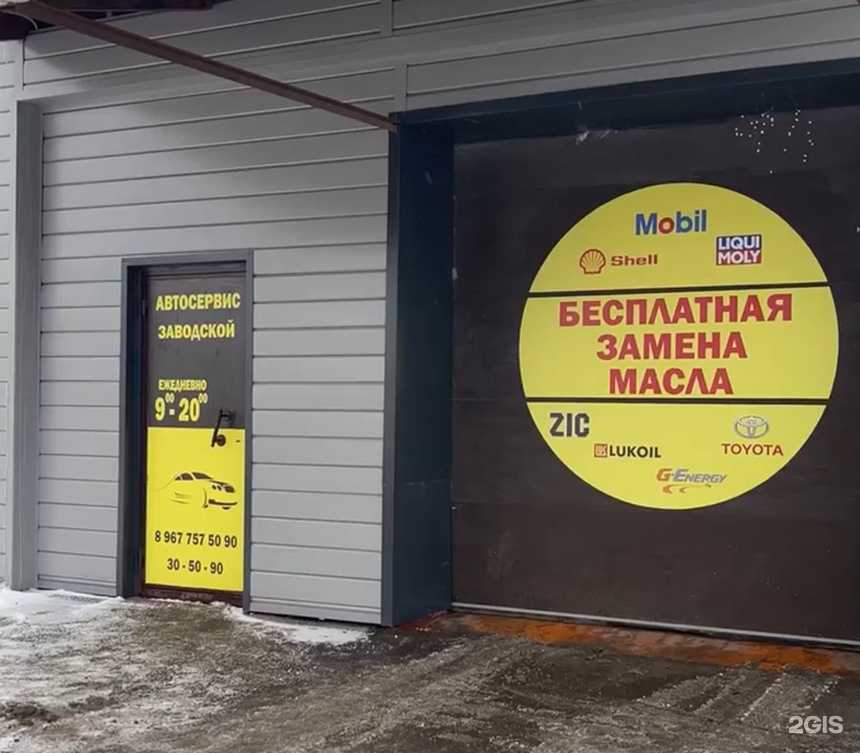 АВТОСЕРВИС
ЗАВОДСКОЙ
ЕЖЕДНЕВНО
9⁰⁰ - 20⁰⁰
8 967 757 50 90
30 - 50 - 90
Mobil
Shell
LIQUI
MOLY
БЕСПЛАТНАЯ
ЗАМЕНА
МАСЛА
ZIC
LUKOIL
TOYOTA
G-ENERGY
2GIS